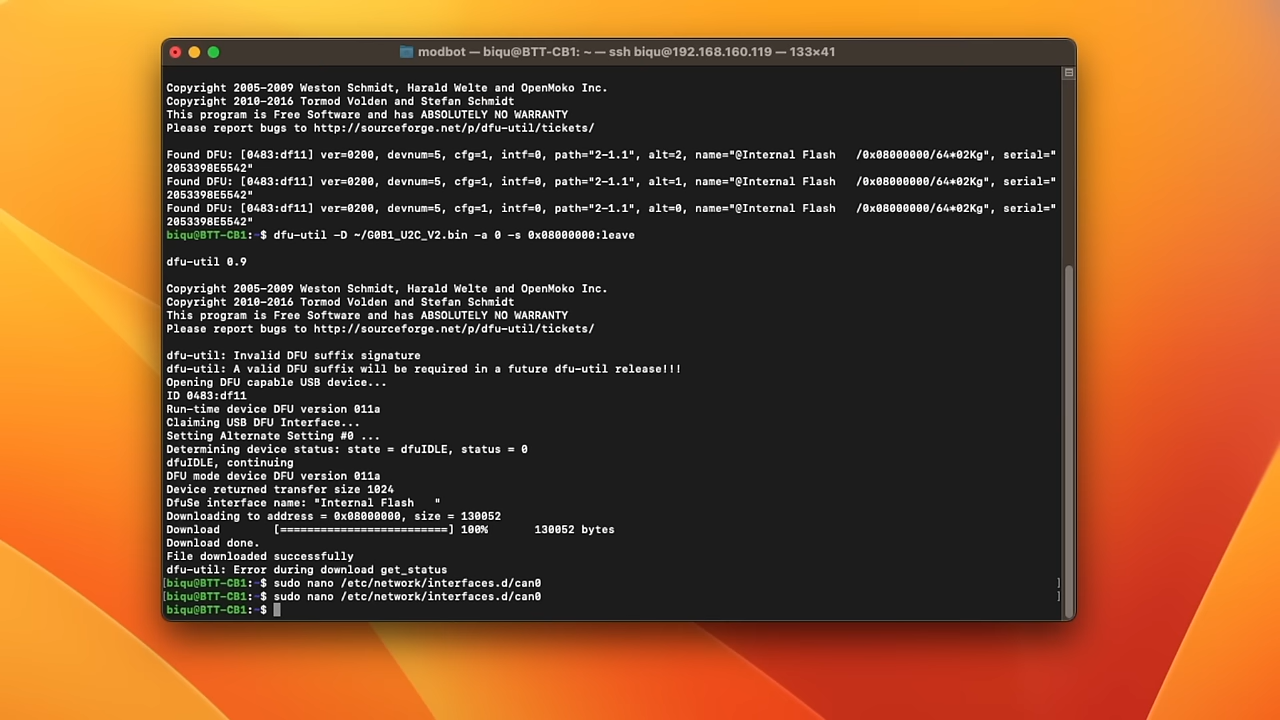 modbot — biqu@BTT-CB1: ~ — ssh biqu@192.168.160.119 — 133×41
Copyright 2005-2009 Weston Schmidt, Harald Welte and OpenMoko Inc.
Copyright 2010-2016 Tormod Volden and Stefan Schmidt
This program is Free Software and has ABSOLUTELY NO WARRANTY
Please report bugs to http://sourceforge.net/p/dfu-util/tickets/
Found DFU: [0483:df11] ver=0200, devnum=5, cfg=1, intf=0, path="2-1.1", alt=2, name="@Internal Flash   /0x08000000/64*02Kg", serial="
2053398E5542"
Found DFU: [0483:df11] ver=0200, devnum=5, cfg=1, intf=0, path="2-1.1", alt=1, name="@Internal Flash   /0x08000000/64*02Kg", serial="
2053398E5542"
Found DFU: [0483:df11] ver=0200, devnum=5, cfg=1, intf=0, path="2-1.1", alt=0, name="@Internal Flash   /0x08000000/64*02Kg", serial="
2053398E5542"
biqu@BTT-CB1:~$ dfu-util -D ~/G0B1_U2C_V2.bin -a 0 -s 0x08000000:leave
dfu-util 0.9
Copyright 2005-2009 Weston Schmidt, Harald Welte and OpenMoko Inc.
Copyright 2010-2016 Tormod Volden and Stefan Schmidt
This program is Free Software and has ABSOLUTELY NO WARRANTY
Please report bugs to http://sourceforge.net/p/dfu-util/tickets/
dfu-util: Invalid DFU suffix signature
dfu-util: A valid DFU suffix will be required in a future dfu-util release!!!
Opening DFU capable USB device...
ID 0483:df11
Run-time device DFU version 011a
Claiming USB DFU Interface...
Setting Alternate Setting #0 ...
Determining device status: state = dfuIDLE, status = 0
dfuIDLE, continuing
DFU mode device DFU version 011a
Device returned transfer size 1024
DfuSe interface name: "Internal Flash   "
Downloading to address = 0x08000000, size = 130052
Download        [=========================] 100%       130052 bytes
Download done.
File downloaded successfully
dfu-util: Error during download get_status
[biqu@BTT-CB1:~$ sudo nano /etc/network/interfaces.d/can0 ]
[biqu@BTT-CB1:~$ sudo nano /etc/network/interfaces.d/can0 ]
biqu@BTT-CB1:~$